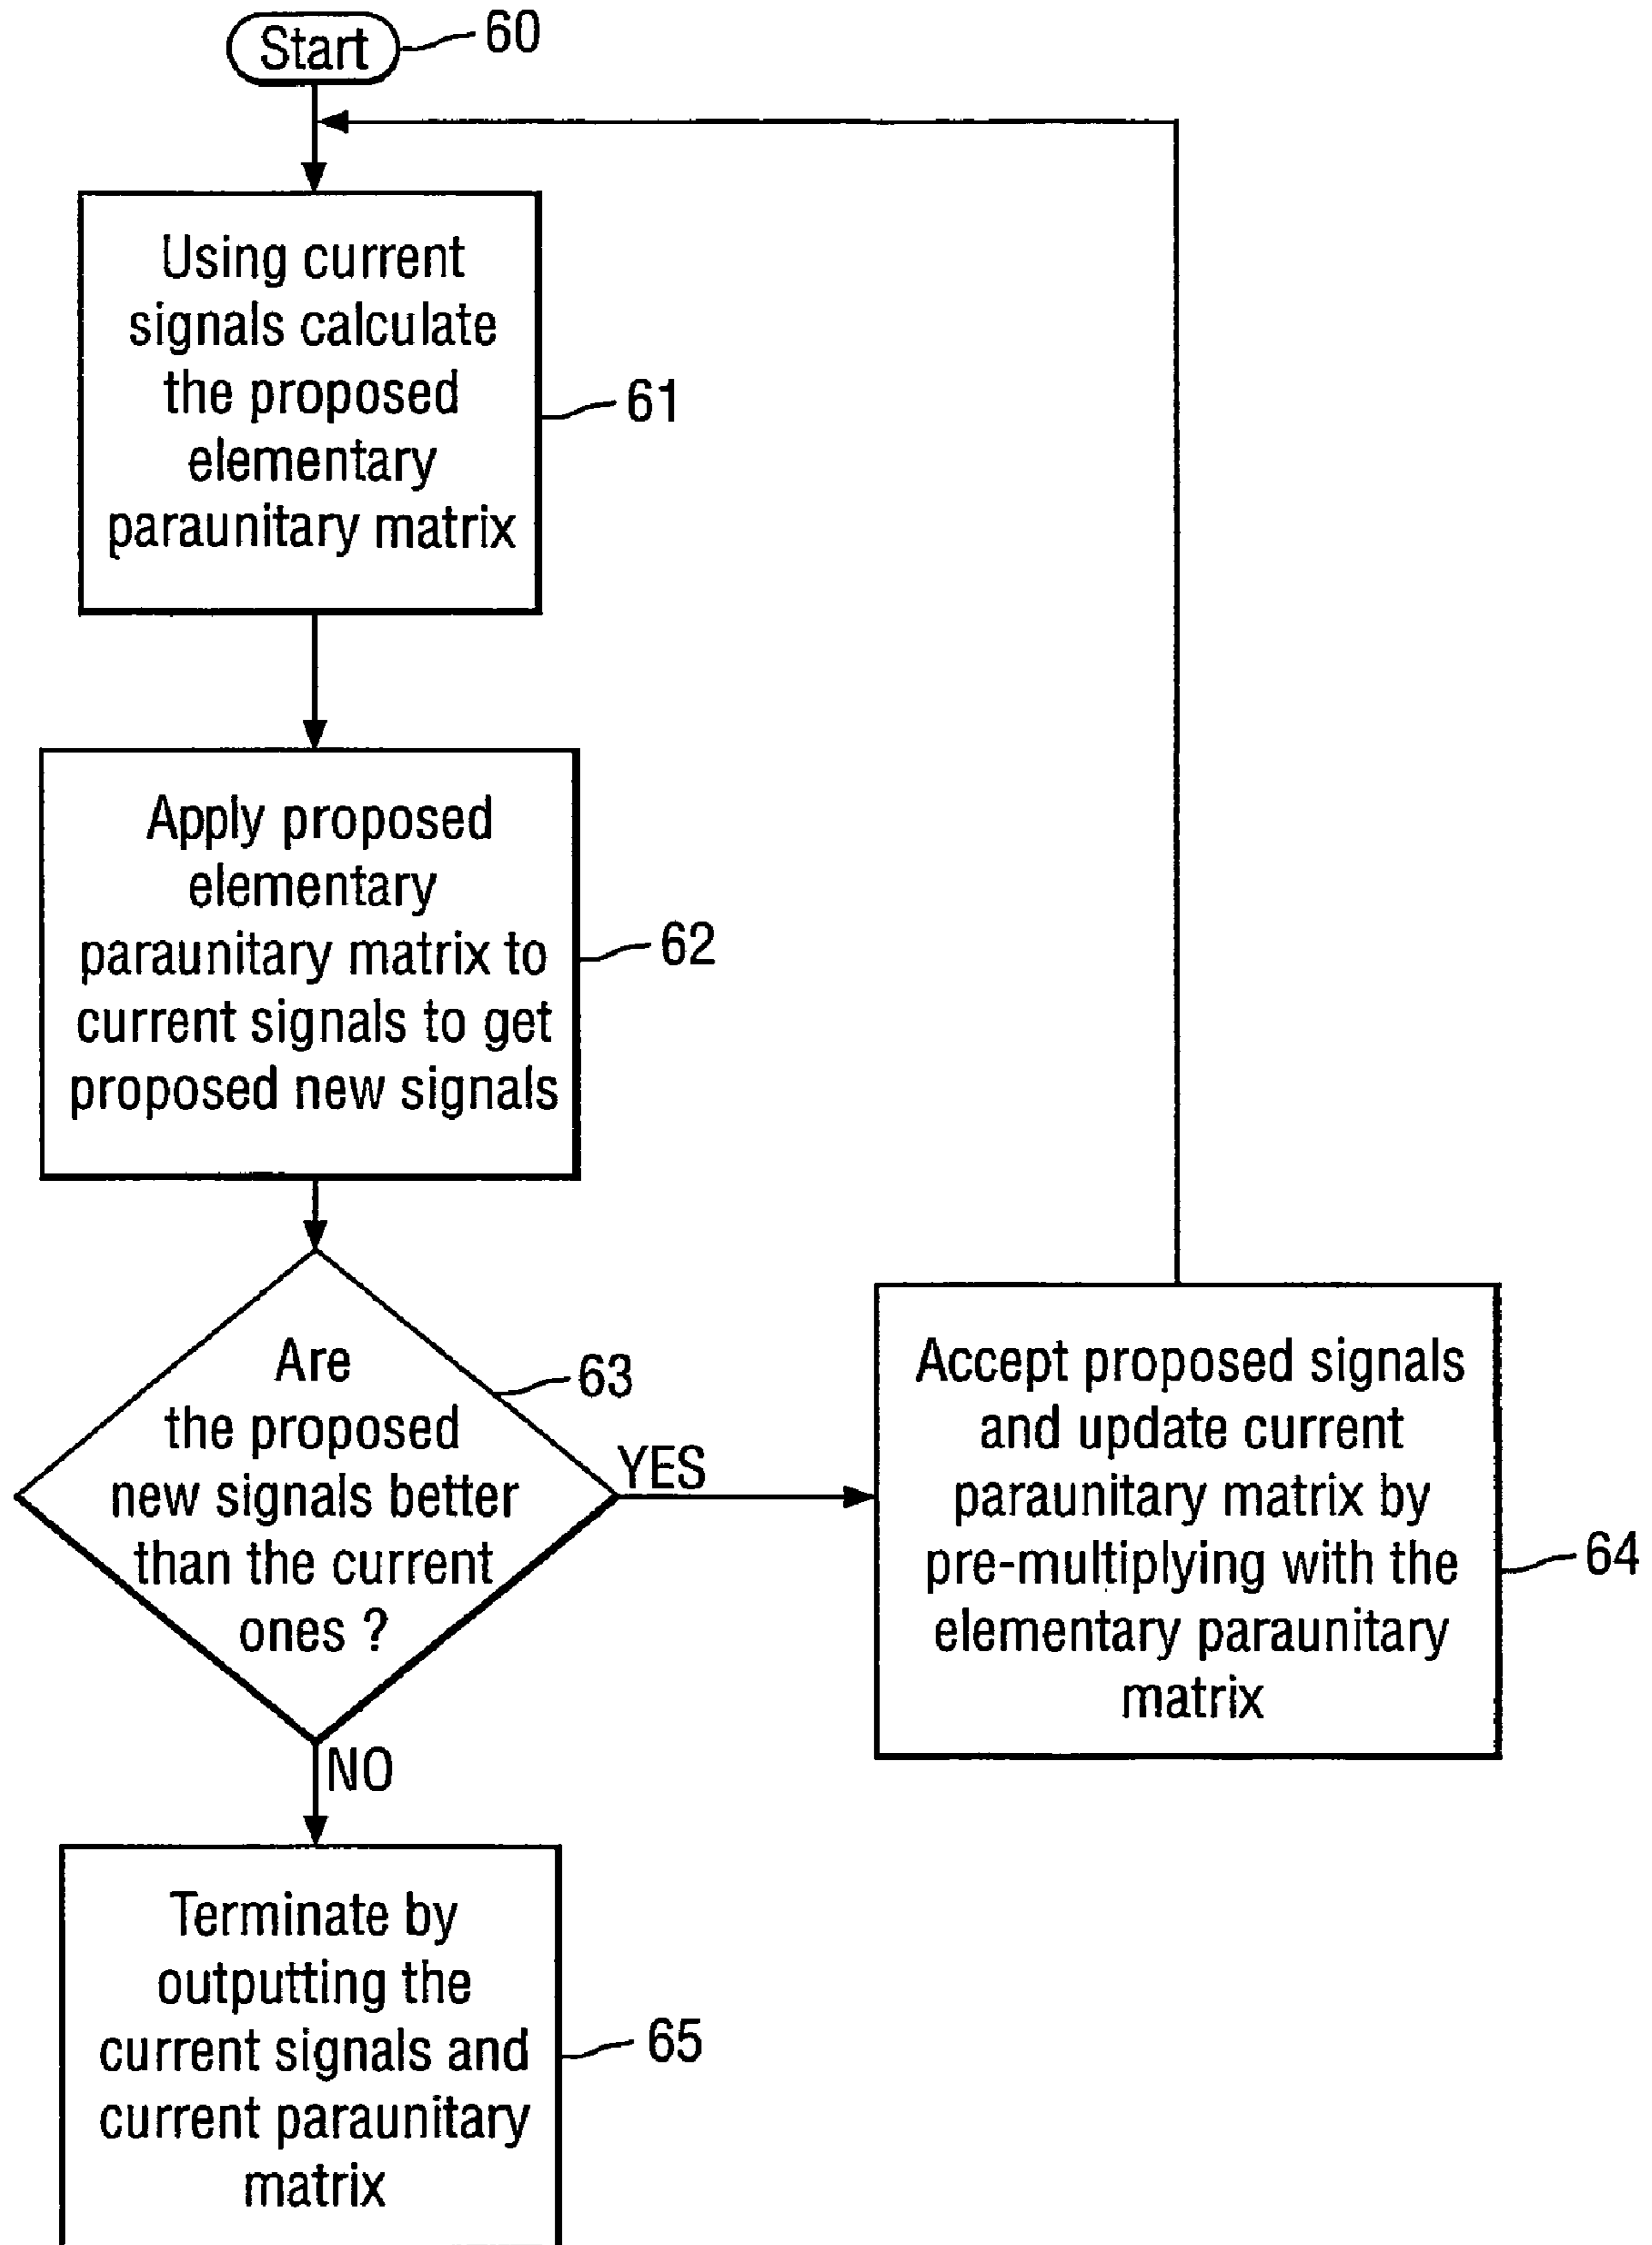 Start
60
Using current
signals calculate
the proposed
elementary
paraunitary matrix
61
Apply proposed
elementary
paraunitary matrix to
current signals to get
proposed new signals
62
Are
the proposed
new signals better
than the current
ones ?
63
YES
Accept proposed signals
and update current
paraunitary matrix by
pre-multiplying with the
elementary paraunitary
matrix
64
NO
Terminate by
outputting the
current signals and
current paraunitary
matrix
65